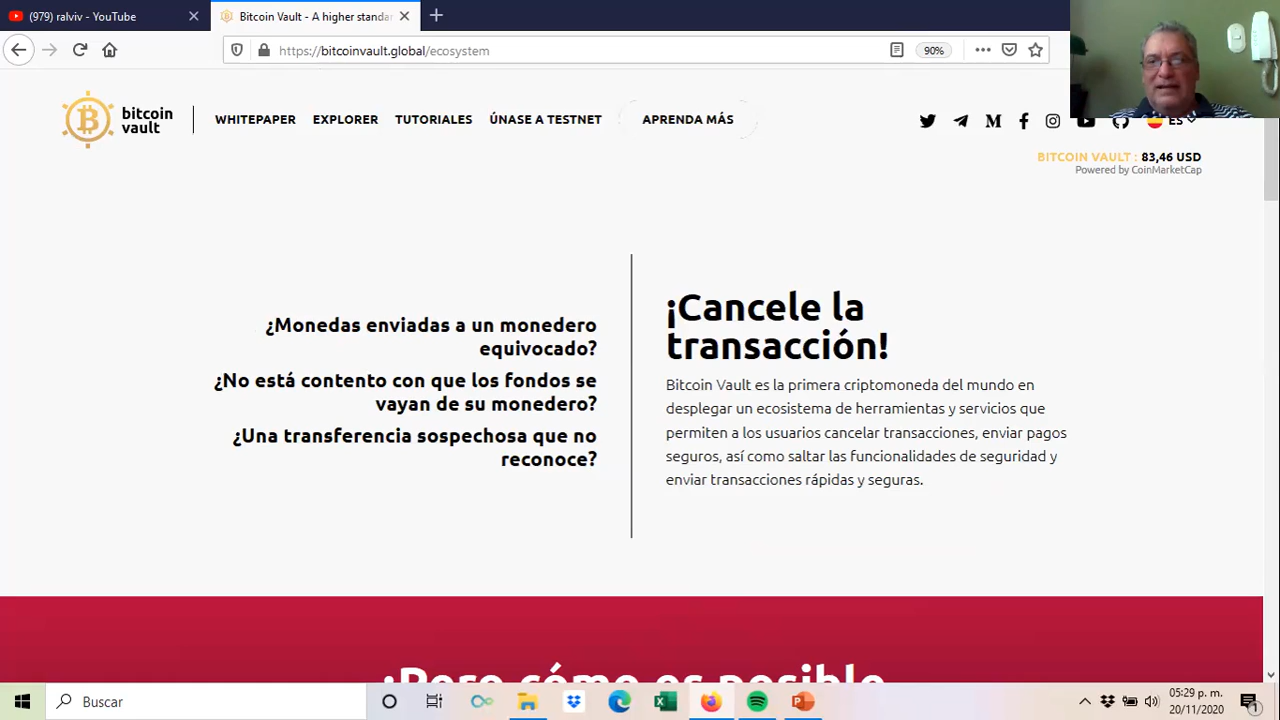 (979) ralviv - YouTube
Bitcoin Vault - A higher standar
https://bitcoinvault.global/ecosystem
90%
bitcoin
vault
WHITEPAPER
EXPLORER
TUTORIALES
ÚNASE A TESTNET
APRENDA MÁS
ES
BITCOIN VAULT : 83,46 USD
Powered by CoinMarketCap
¿Monedas enviadas a un monedero
equivocado?
¿No está contento con que los fondos se
vayan de su monedero?
¿Una transferencia sospechosa que no
reconoce?
¡Cancele la
transacción!
Bitcoin Vault es la primera criptomoneda del mundo en
desplegar un ecosistema de herramientas y servicios que
permiten a los usuarios cancelar transacciones, enviar pagos
seguros, así como saltar las funcionalidades de seguridad y
enviar transacciones rápidas y seguras.
¿Pero cómo es posible
Buscar
05:29 p. m.
20/11/2020